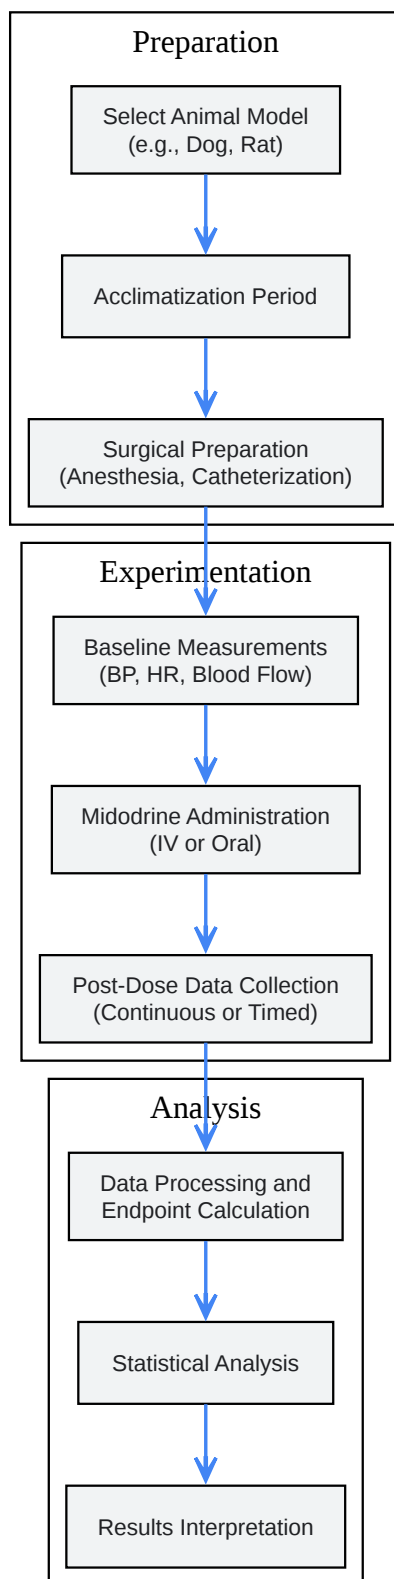 Preparation
Select Animal Model
(e.g., Dog, Rat)
Acclimatization Period
Surgical Preparation
(Anesthesia, Catheterization)
Experimentation
Baseline Measurements
(BP, HR, Blood Flow)
Midodrine Administration
(IV or Oral)
Post-Dose Data Collection
(Continuous or Timed)
Analysis
Data Processing and
Endpoint Calculation
Statistical Analysis
Results Interpretation